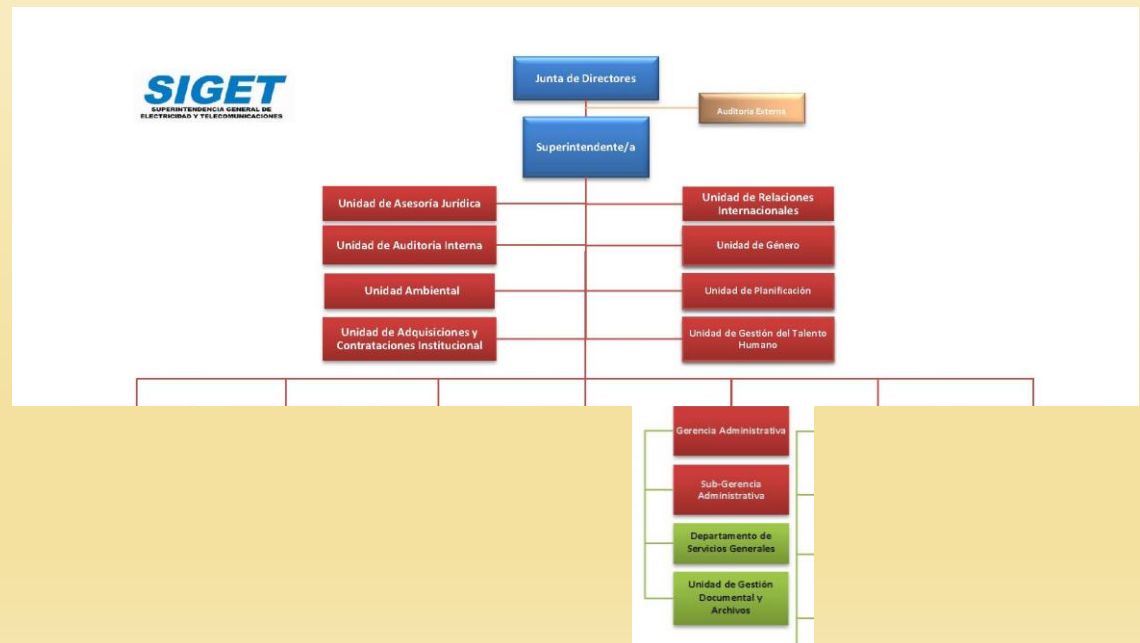 SIGET
SUPERINTENDENCIA GENERAL DE
ELECTRICIDAD Y TELECOMUNICACIONES
Junta de Directores
Auditoria Externa
Superintendente/a
Unidad de Asesoría Jurídica
Unidad de Relaciones
Internacionales
Unidad de Auditoria Interna
Unidad de Género
Unidad Ambiental
Unidad de Planificación
Unidad de Adquisiciones y
Contrataciones Institucional
Unidad de Gestión del Talento
Humano
Gerencia Administrativa
Sub-Gerencia
Administrativa
Departamento de
Servicios Generales
Unidad de Gestión
Documental y
Archivos